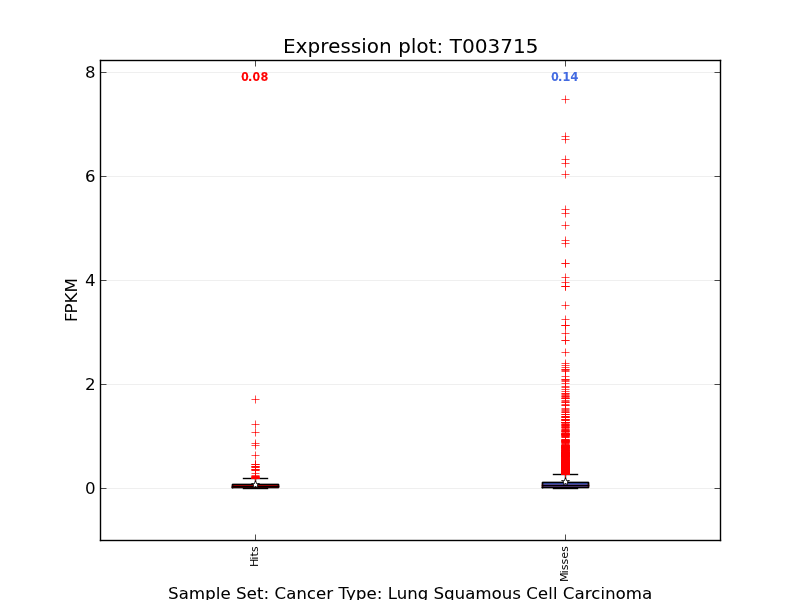 Expression plot: T003715
0.08
0.14
8
6
4
2
0
FPKM
Hits
Misses
Sample Set: Cancer Type: Lung Squamous Cell Carcinoma